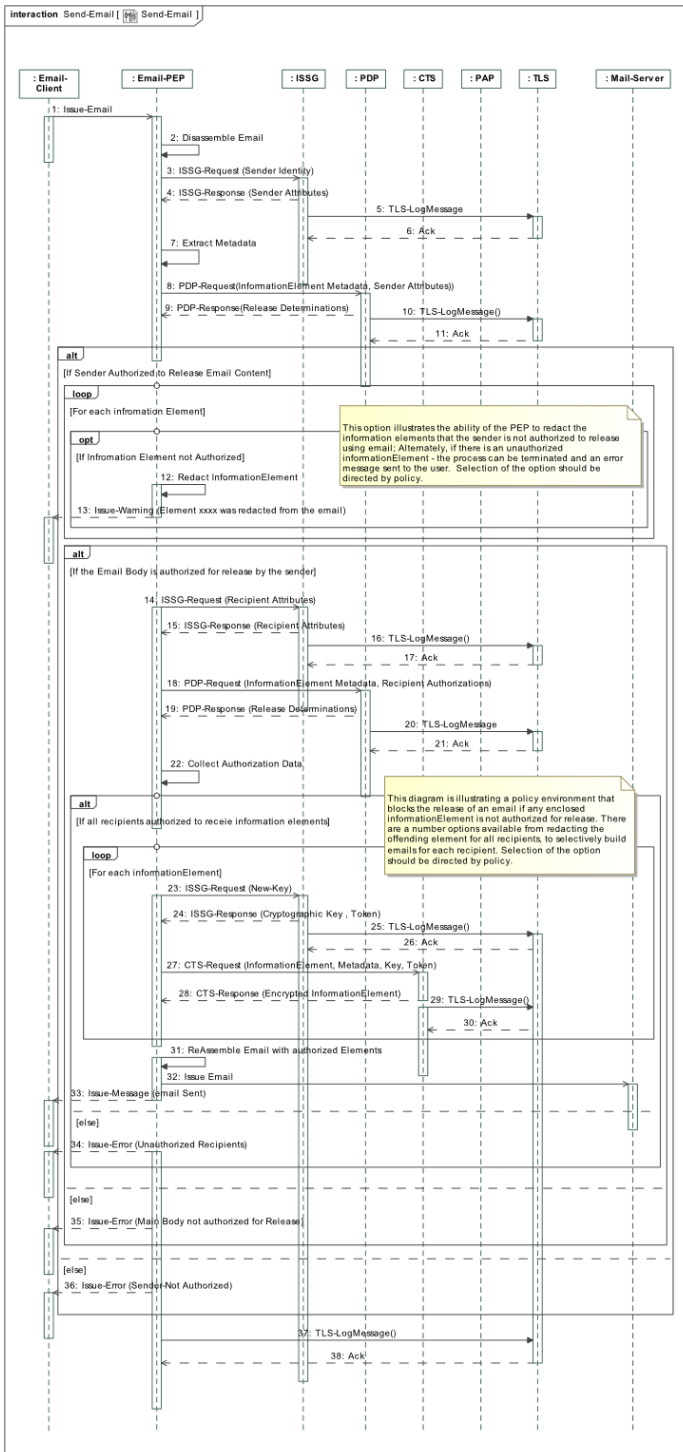 interaction Send-Email [ Send-Email ]
: Email-
Client
: Email-PEP
: ISSG
: PDP
: CTS
: PAP
: TLS
: Mail-Server
1: Issue-Email
2: Disassemble Email
3: ISSG-Request (Sender Identity)
4: ISSG-Response (Sender Attributes)
5: TLS-LogMessage
6: Ack
7: Extract Metadata
8: PDP-Request(InformationElement Metadata, Sender Attributes))
9: PDP-Response(Release Determinations)
10: TLS-LogMessage()
11: Ack
alt
[If Sender Authorized to Release Email Content]
loop
[For each infromation Element]
This option illustrates the ability of the PEP to redact the
information elements that the sender is not authorized to release
using email; Alternately, if there is an unauthorized
informationElement - the process can be terminated and an error
message sent to the user. Selection of the option should be
directed by policy.
opt
[If Infromation Element not Authorized]
12: Redact InformationElement
13: Issue-Warning (Element xxxx was redacted from the email)
alt
[If the Email Body is authorized for release by the sender]
14: ISSG-Request (Recipient Attributes)
15: ISSG-Response (Recipient Attributes)
16: TLS-LogMessage()
17: Ack
18: PDP-Request (InformationElement Metadata, Recipient Authorizations)
19: PDP-Response (Release Determinations)
20: TLS-LogMessage
21: Ack
22: Collect Authorization Data
This diagram is illustrating a policy environment that
blocks the release of an email if any enclosed
informationElement is not authorized for release. There
are a number options available from redacting the
offending element for all recipients, to selectively build
emails for each recipient. Selection of the option
should be directed by policy.
alt
[If all recipients authorized to receie information elements]
loop
[For each informationElement]
23: ISSG-Request (New-Key)
24: ISSG-Response (Cryptographic Key , Token)
25: TLS-LogMessage()
26: Ack
27: CTS-Request (InformationElement, Metadata, Key, Token)
28: CTS-Response (Encrypted InformationElement)
29: TLS-LogMessage()
30: Ack
31: ReAssemble Email with authorized Elements
32: Issue Email
33: Issue-Message (email Sent)
[else]
34: Issue-Error (Unauthorized Recipients)
[else]
35: Issue-Error (Main Body not authorized for Release)
[else]
36: Issue-Error (Sender-Not Authorized)
37: TLS-LogMessage()
38: Ack